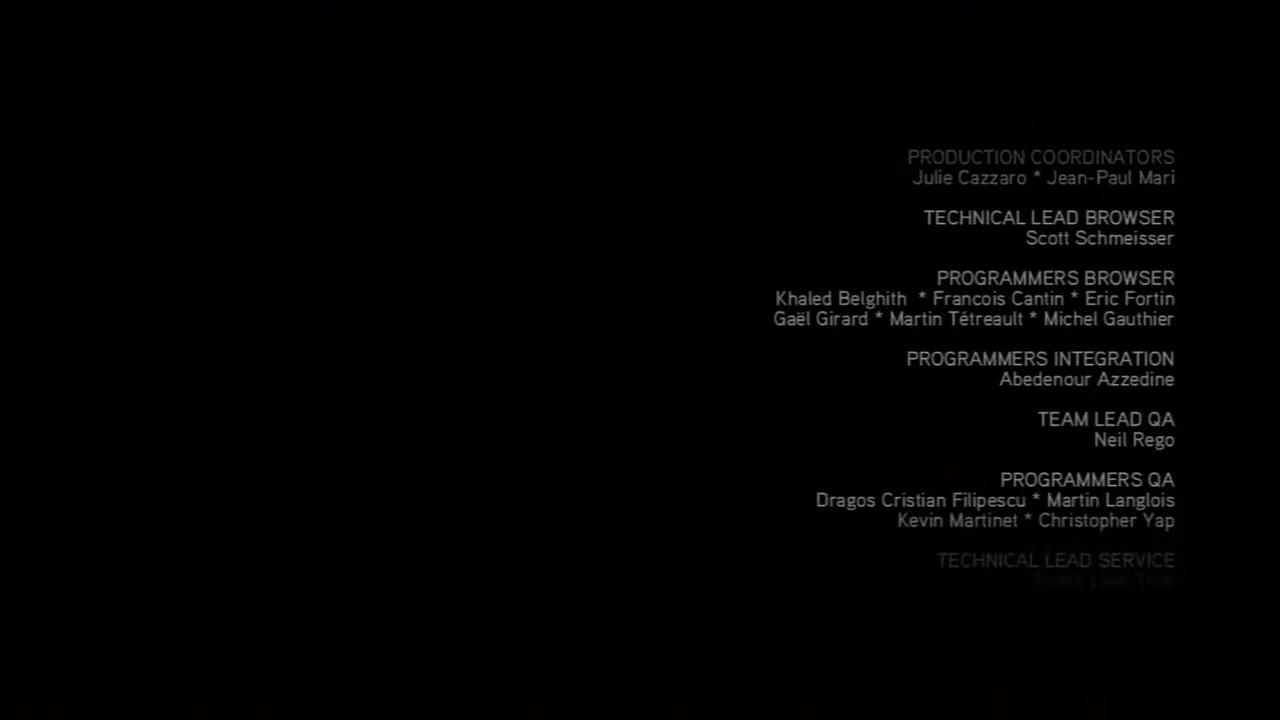 PRODUCTION COORDINATORS
Julie Cazzaro * Jean-Paul Mari
TECHNICAL LEAD BROWSER
Scott Schmeisser
PROGRAMMERS BROWSER
Khaled Belghith * Francois Cantin * Eric Fortin
Gaël Girard * Martin Tétreault * Michel Gauthier
PROGRAMMERS INTEGRATION
Abedenour Azzedine
TEAM LEAD QA
Neil Rego
PROGRAMMERS QA
Dragos Cristian Filipescu * Martin Langlois
Kevin Martinet * Christopher Yap
TECHNICAL LEAD SERVICE